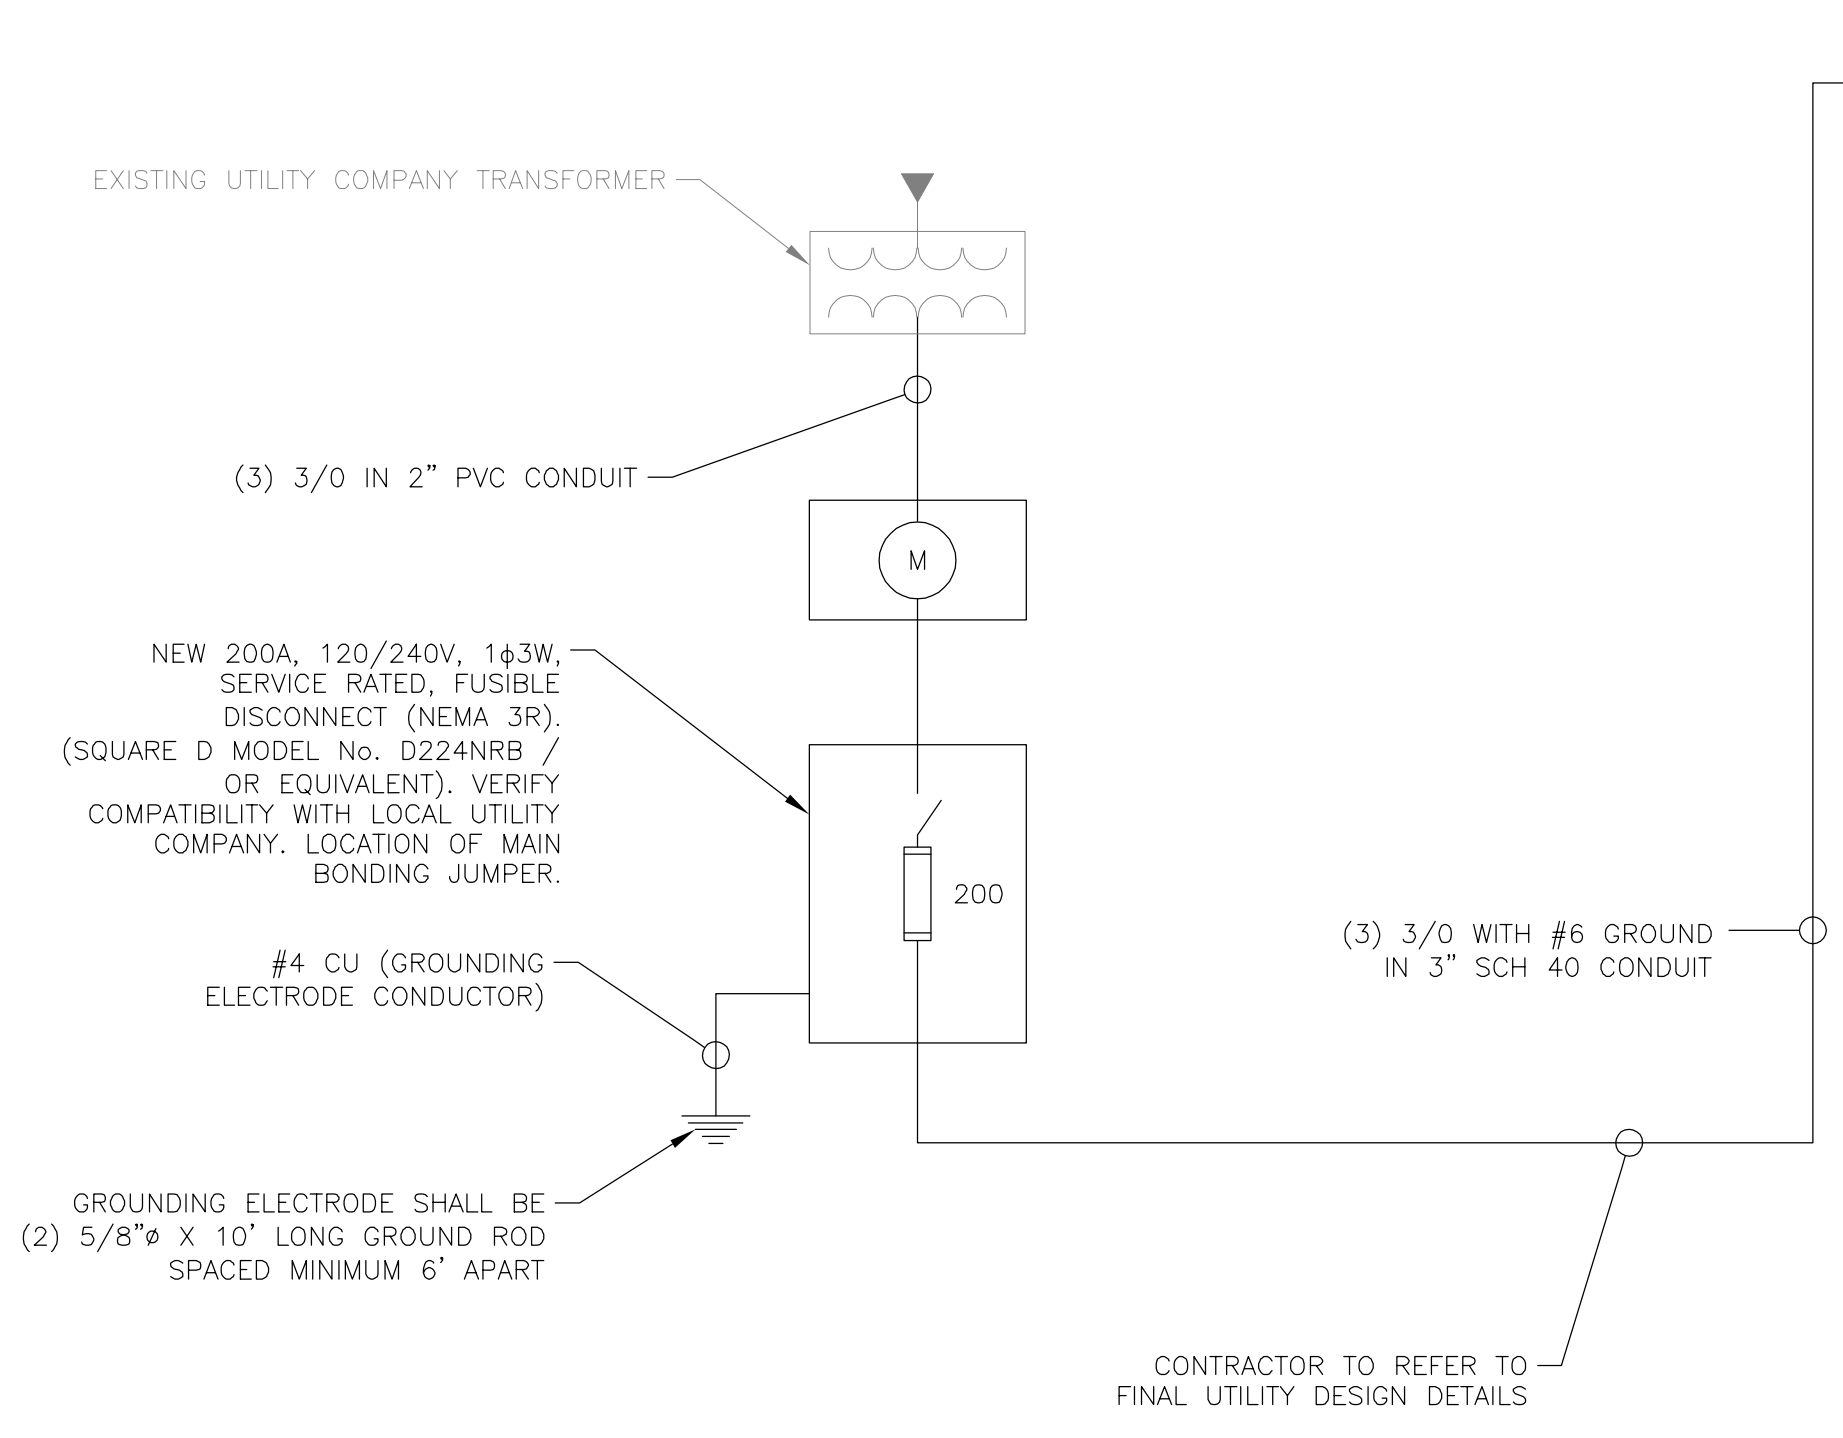 EXISTING UTILITY COMPANY TRANSFORMER
(3) 3/0 IN 2" PVC CONDUIT
M
NEW 200A, 120/240V, 1ϕ3W,
SERVICE RATED, FUSIBLE
DISCONNECT (NEMA 3R).
(SQUARE D MODEL No. D224NRB /
OR EQUIVALENT). VERIFY
COMPATIBILITY WITH LOCAL UTILITY
COMPANY. LOCATION OF MAIN
BONDING JUMPER.
200
#4 CU (GROUNDING
ELECTRODE CONDUCTOR)
(3) 3/0 WITH #6 GROUND
IN 3" SCH 40 CONDUIT
GROUNDING ELECTRODE SHALL BE
(2) 5/8"ø X 10' LONG GROUND ROD
SPACED MINIMUM 6' APART
CONTRACTOR TO REFER TO
FINAL UTILITY DESIGN DETAILS